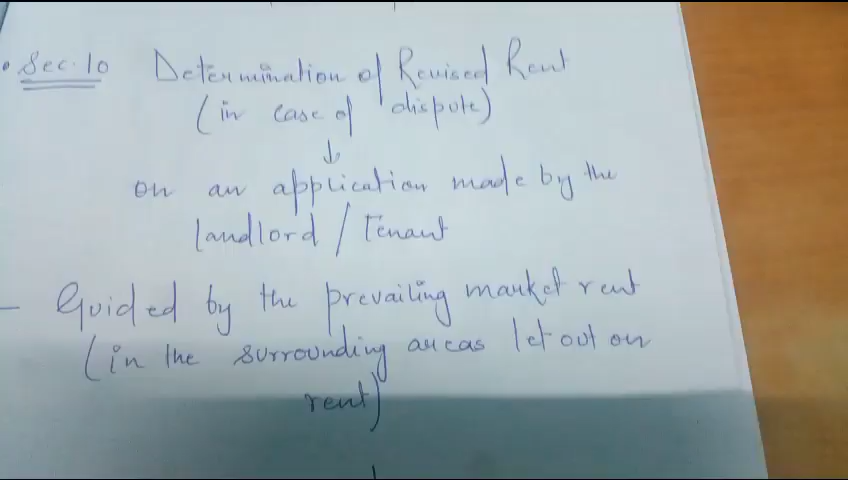 • Sec. 10 Determination of Revised Rent
(in case of dispute)
↓
on an application made by the
landlord / Tenant
– Guided by the prevailing market rent
(in the surrounding areas let out on
rent)